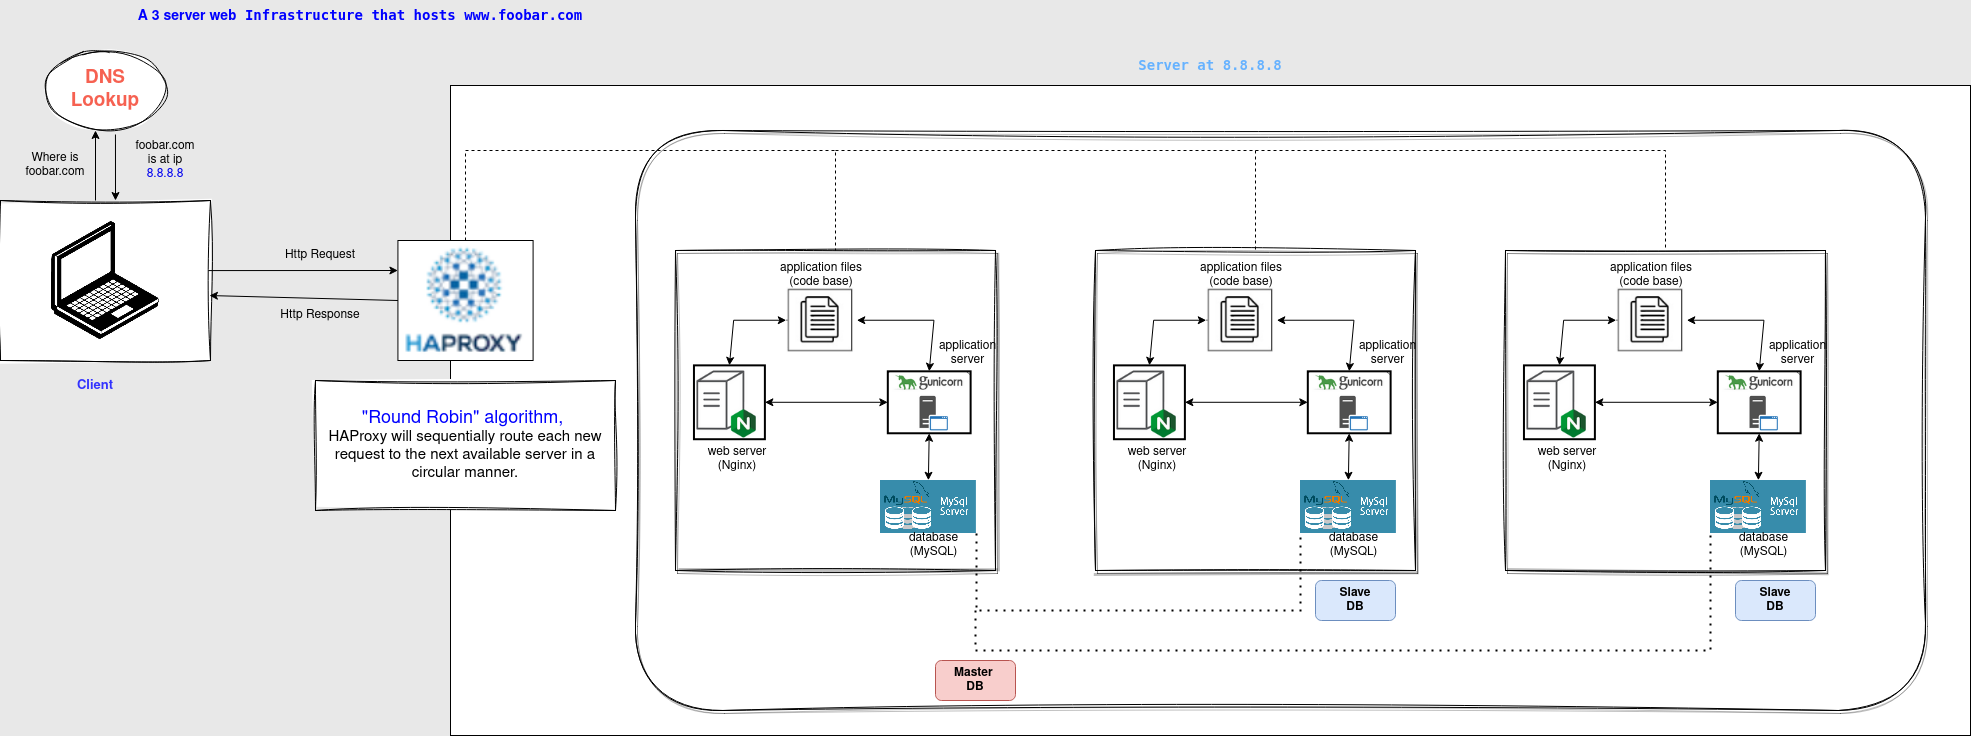 A 3 server web Infrastructure that hosts www.foobar.com
Server at 8.8.8.8
DNS
Lookup
Where is
foobar.com
foobar.com
is at ip
8.8.8.8
Client
Http Request
Http Response
HAPROXY
"Round Robin" algorithm,
HAProxy will sequentially route each new
request to the next available server in a
circular manner.
application files
(code base)
application
server
gunicorn
N
web server
(Nginx)
MySQL
MySql
Server
database
(MySQL)
application files
(code base)
application
server
gunicorn
N
web server
(Nginx)
MySQL
MySql
Server
database
(MySQL)
Slave
DB
application files
(code base)
application
server
gunicorn
N
web server
(Nginx)
MySQL
MySql
Server
database
(MySQL)
Slave
DB
Master
DB